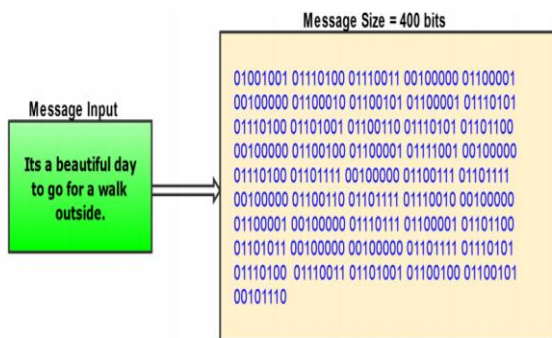 Message Size = 400 bits
Message Input
Its a beautiful day
to go for a walk
outside.
01001001 01110100 01110011 00100000 01100001
00100000 01100010 01100101 01100001 01110101
01110100 01101001 01100110 01110101 01101100
00100000 01100100 01100001 01111001 00100000
01110100 01101111 00100000 01100111 01101111
00100000 01100110 01101111 01110010 00100000
01100001 00100000 01110111 01100001 01101100
01101011 00100000 00100000 01101111 01110101
01110100 01110011 01101001 01100100 01100101
00101110